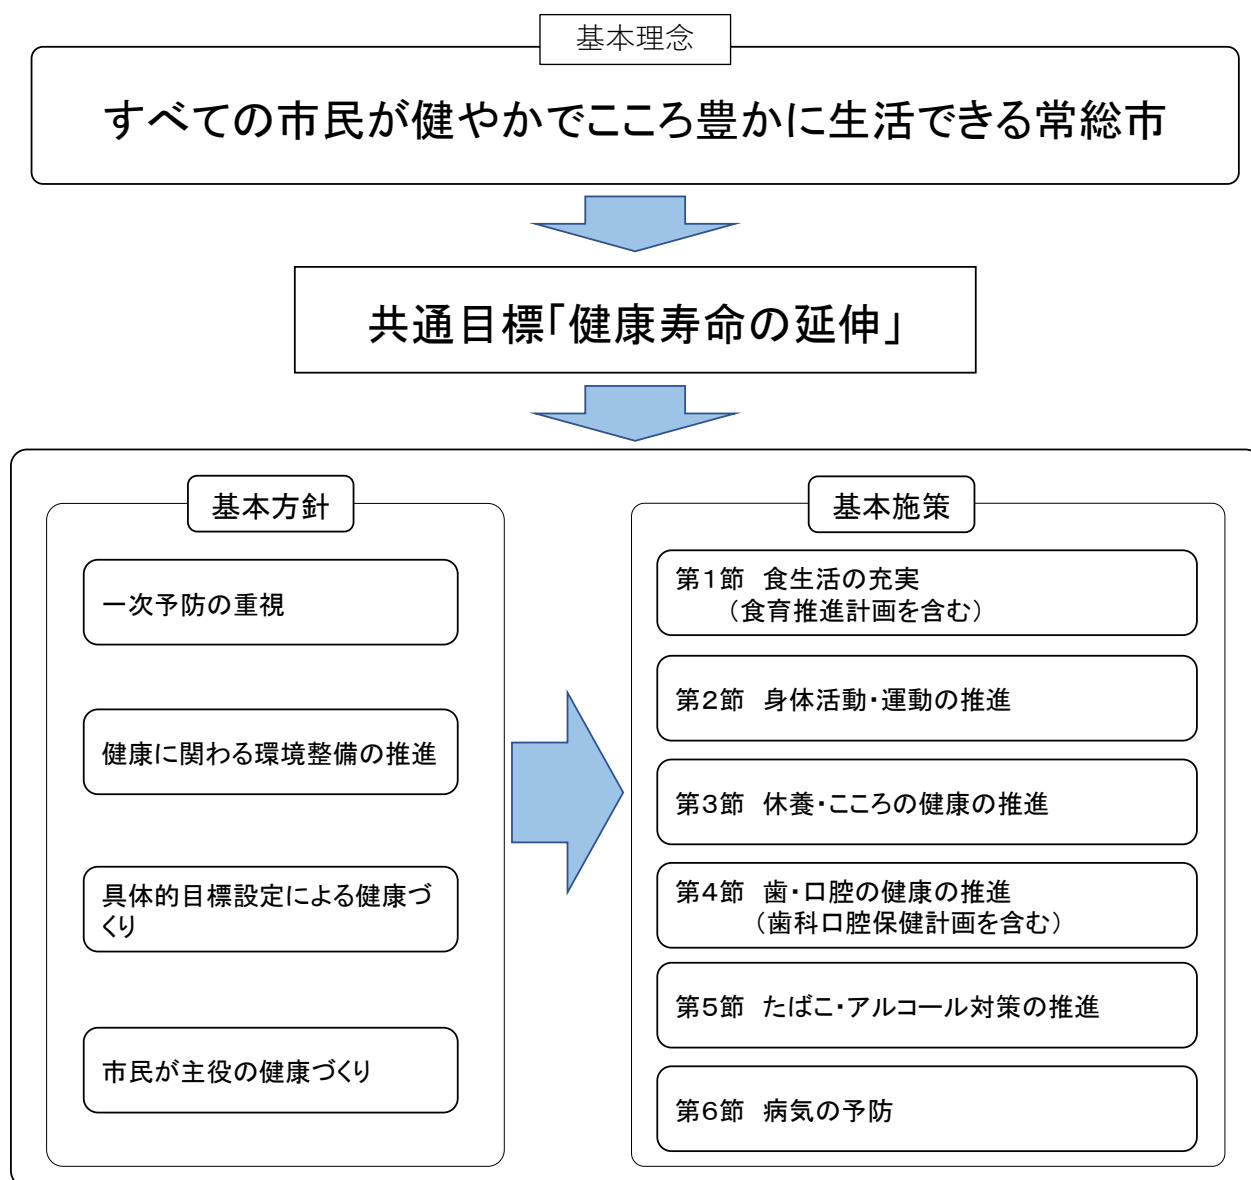 基本理念
すべての市民が健やかでこころ豊かに生活できる常総市
共通目標「健康寿命の延伸」
基本方針
一次予防の重視
健康に関わる環境整備の推進
具体的目標設定による健康づ
くり
市民が主役の健康づくり
基本施策
第１節　食生活の充実
（食育推進計画を含む）
第２節　身体活動・運動の推進
第３節　休養・こころの健康の推進
第４節　歯・口腔の健康の推進
（歯科口腔保健計画を含む）
第５節　たばこ・アルコール対策の推進
第６節　病気の予防